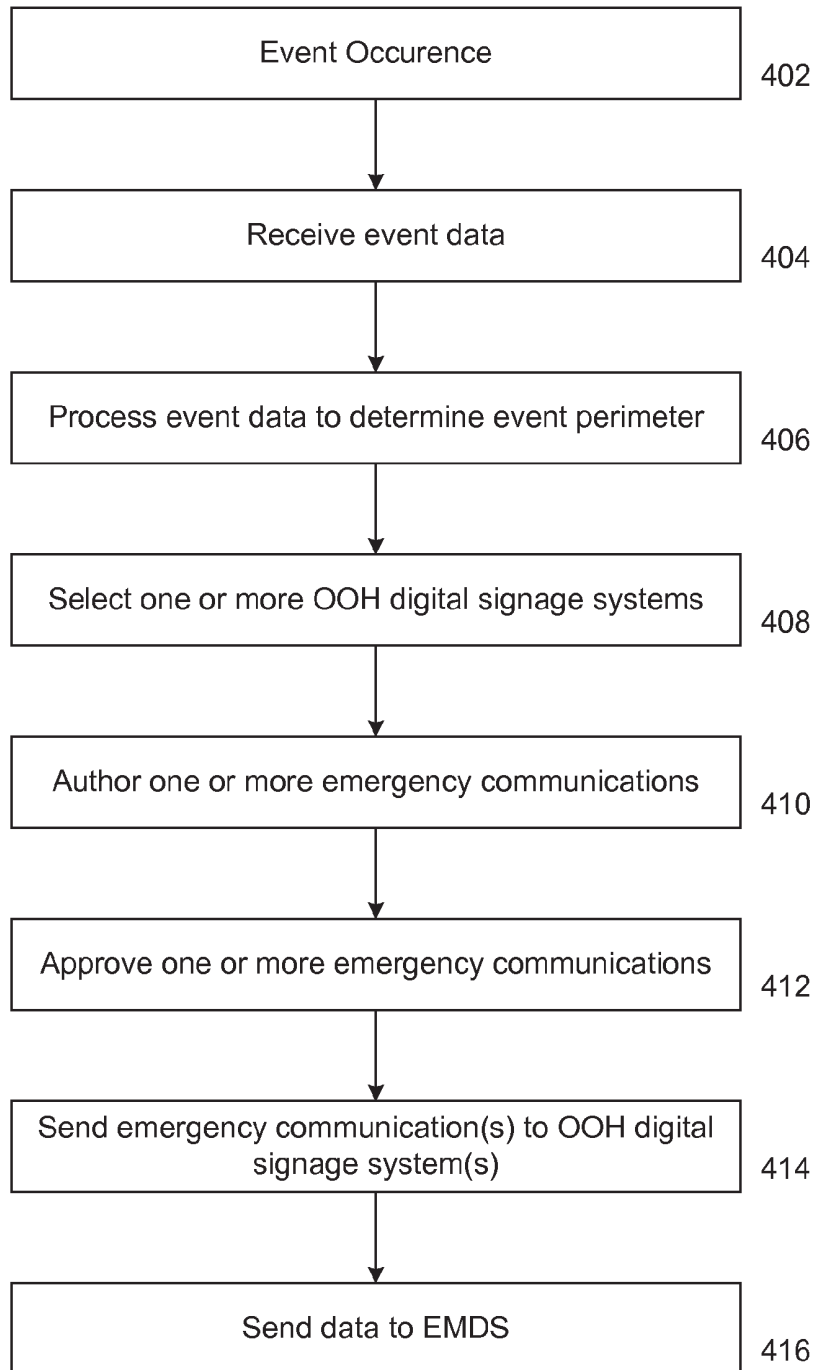 Event Occurence
402
Receive event data
404
Process event data to determine event perimeter
406
Select one or more OOH digital signage systems
408
Author one or more emergency communications
410
Approve one or more emergency communications
412
Send emergency communication(s) to OOH digital
signage system(s)
414
Send data to EMDS
416